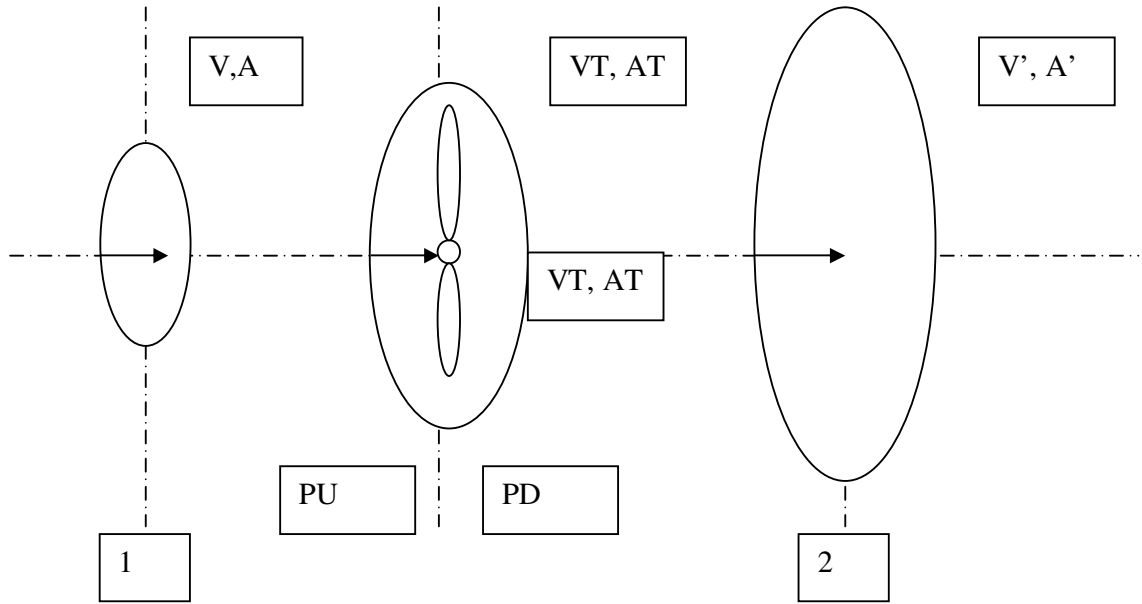 V,A
VT, AT
V’, A’
VT, AT
PU
PD
1
2